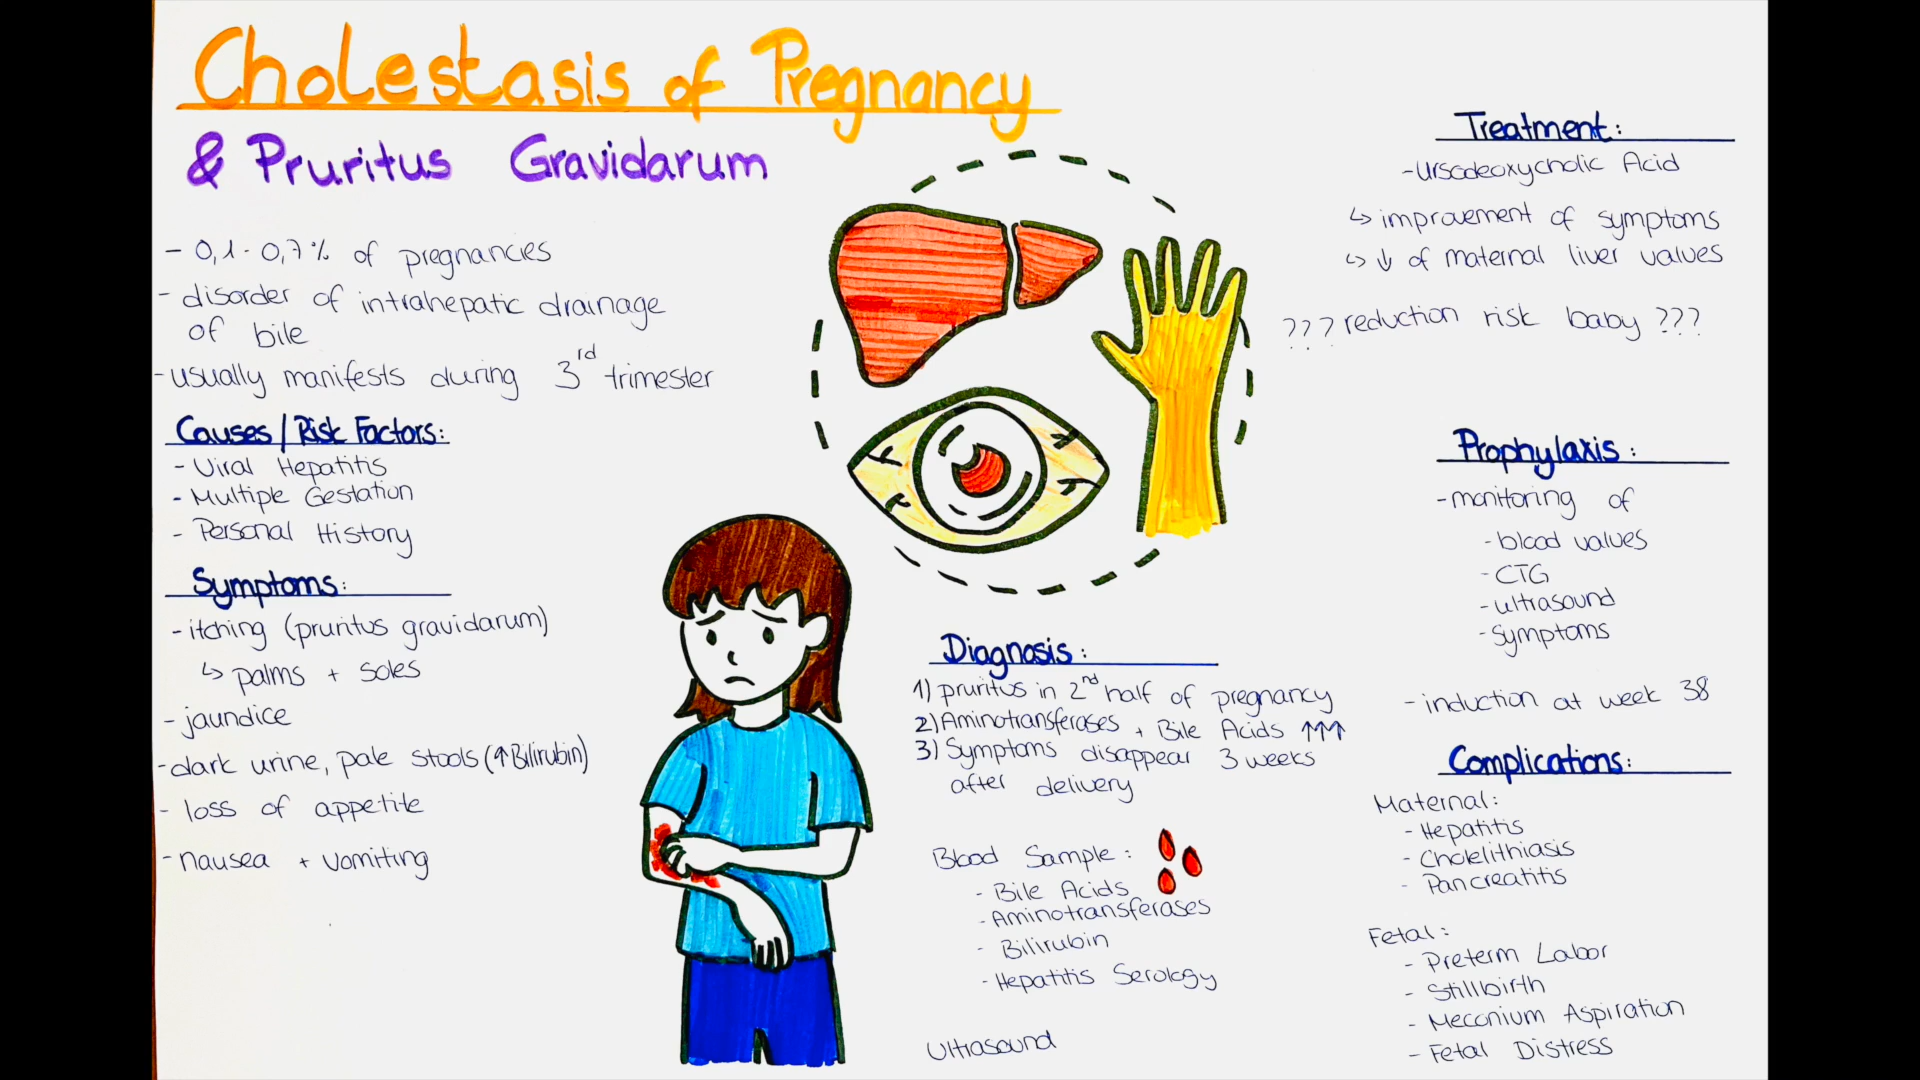 Cholestasis of Pregnancy
& Pruritus Gravidarum
- 0,1-0,7% of pregnancies
- disorder of intrahepatic drainage
of bile
- usually manifests during 3rd trimester
Causes / Risk Factors:
- Viral Hepatitis
- Multiple Gestation
- Personal History
Symptoms:
- itching (pruritus gravidarum)
↳ palms + soles
- jaundice
- dark urine, pale stools (↑Bilirubin)
- loss of appetite
- nausea + vomiting
Diagnosis:
1) pruritus in 2nd half of pregnancy
2) Aminotransferases + Bile Acids ↑↑↑
3) Symptoms disappear 3 weeks
after delivery
Blood Sample:
- Bile Acids
- Aminotransferases
- Bilirubin
- Hepatitis Serology
Ultrasound
Treatment:
- Ursodeoxycholic Acid
↳ improvement of symptoms
↳ ↓ of maternal liver values
??? reduction risk baby ???
Prophylaxis:
- monitoring of
- blood values
- CTG
- ultrasound
- symptoms
- induction at week 38
Complications:
Maternal:
- Hepatitis
- Cholelithiasis
- Pancreatitis
Fetal:
- Preterm Labor
- Stillbirth
- Meconium Aspiration
- Fetal Distress